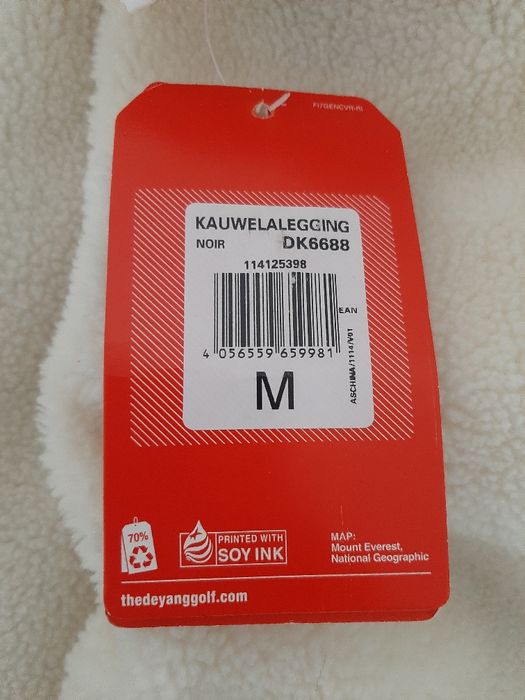 F17GENCVR-RI
KAUWELALEGGING
NOIR DK6688
114125398
EAN
4 056559 659981
ASCHINA/1114/V01
M
70%
PRINTED WITH
SOY INK
MAP:
Mount Everest,
National Geographic
thedeyanggolf.com